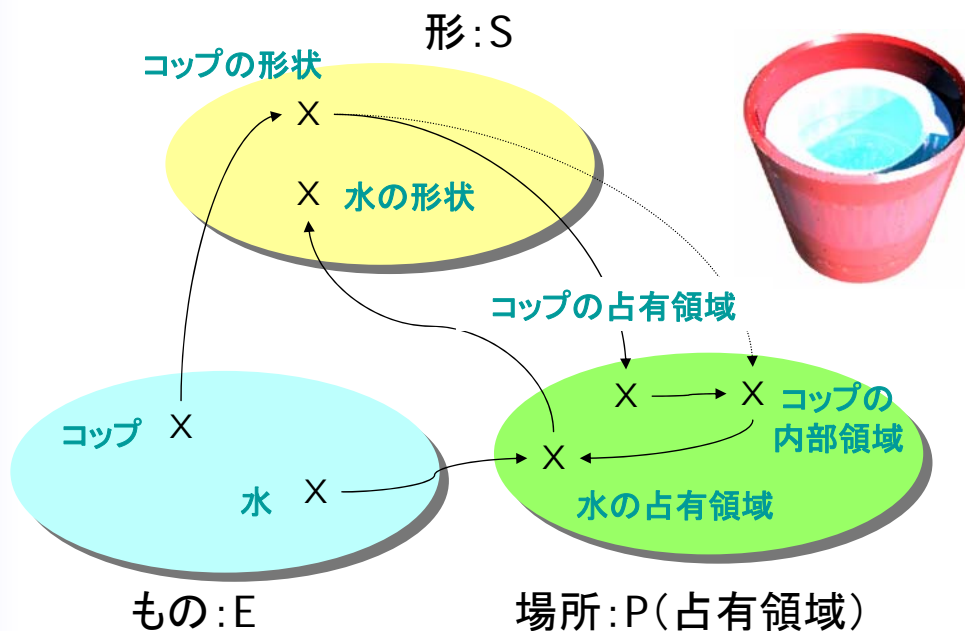 形:S
コップの形状
X
X
水の形状
コップの占有領域
X
X
コップの
内部領域
コップ
X
X
水
X
水の占有領域
もの:E
場所:P(占有領域)